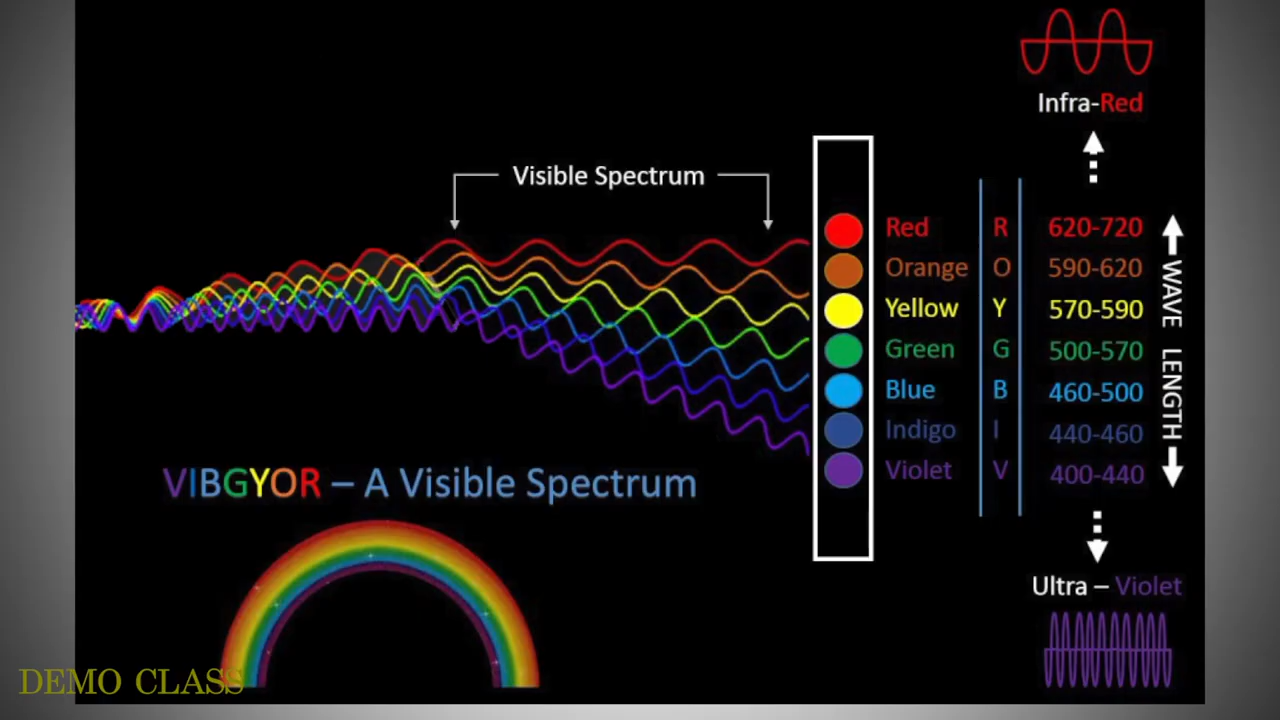 Infra-Red
Visible Spectrum
Red R 620-720
Orange O 590-620
Yellow Y 570-590
Green G 500-570
Blue B 460-500
Indigo I 440-460
Violet V 400-440
WAVE LENGTH
VIBGYOR – A Visible Spectrum
Ultra – Violet
DEMO CLASS